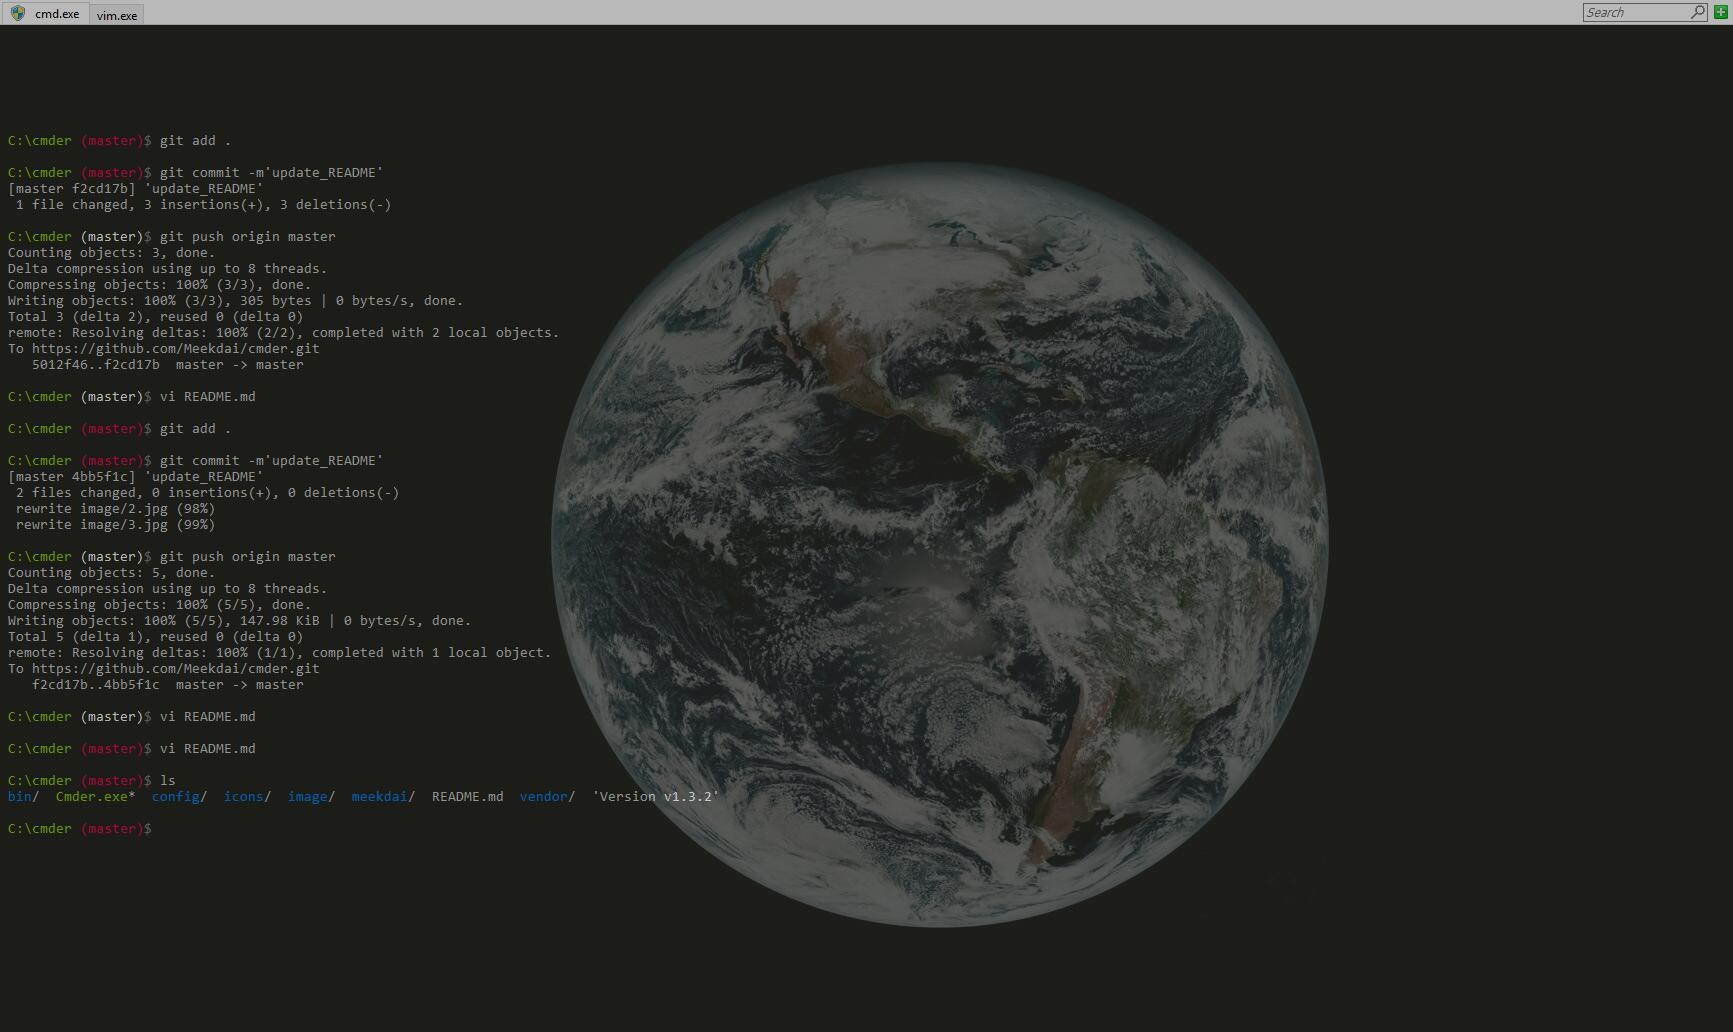 cmd.exe
vim.exe
Search
C:\cmder (master)$ git add .
C:\cmder (master)$ git commit -m'update_README'
[master f2cd17b] 'update_README'
1 file changed, 3 insertions(+), 3 deletions(-)
C:\cmder (master)$ git push origin master
Counting objects: 3, done.
Delta compression using up to 8 threads.
Compressing objects: 100% (3/3), done.
Writing objects: 100% (3/3), 305 bytes | 0 bytes/s, done.
Total 3 (delta 2), reused 0 (delta 0)
remote: Resolving deltas: 100% (2/2), completed with 2 local objects.
To https://github.com/Meekdai/cmder.git
5012f46..f2cd17b  master -> master
C:\cmder (master)$ vi README.md
C:\cmder (master)$ git add .
C:\cmder (master)$ git commit -m'update_README'
[master 4bb5f1c] 'update_README'
2 files changed, 0 insertions(+), 0 deletions(-)
rewrite image/2.jpg (98%)
rewrite image/3.jpg (99%)
C:\cmder (master)$ git push origin master
Counting objects: 5, done.
Delta compression using up to 8 threads.
Compressing objects: 100% (5/5), done.
Writing objects: 100% (5/5), 147.98 KiB | 0 bytes/s, done.
Total 5 (delta 1), reused 0 (delta 0)
remote: Resolving deltas: 100% (1/1), completed with 1 local object.
To https://github.com/Meekdai/cmder.git
f2cd17b..4bb5f1c  master -> master
C:\cmder (master)$ vi README.md
C:\cmder (master)$ vi README.md
C:\cmder (master)$ ls
bin/  Cmder.exe*  config/  icons/  image/  meekdai/  README.md  vendor/  'Version v1.3.2'
C:\cmder (master)$